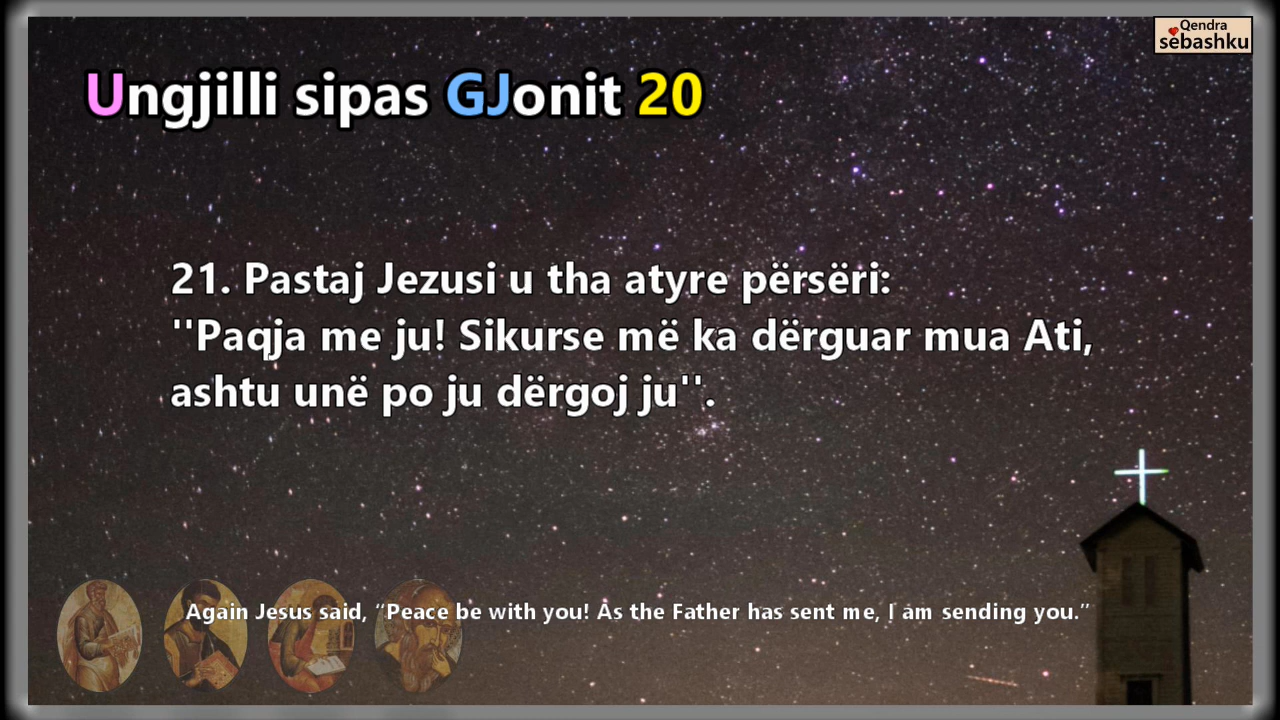 Qendra
sëbashku
Ungjilli sipas GJonit 20
21. Pastaj Jezusi u tha atyre përsëri:
''Paqja me ju! Sikurse më ka dërguar mua Ati,
ashtu unë po ju dërgoj ju''.
Again Jesus said, “Peace be with you! As the Father has sent me, I am sending you.”